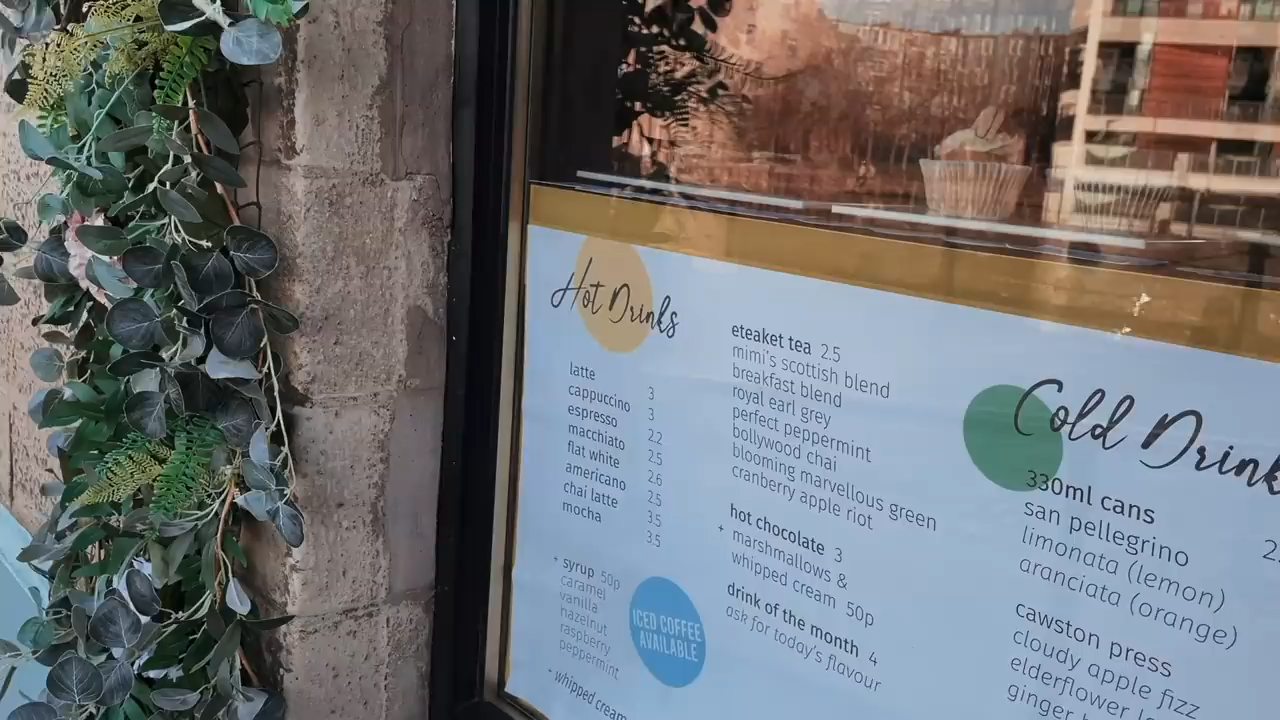 Hot Drinks
latte 3
cappuccino 3
espresso 2.2
macchiato 2.5
flat white 2.6
americano 2.5
chai latte 3.5
mocha 3.5
+ syrup 50p
caramel
vanilla
hazelnut
raspberry
peppermint
+ whipped cream
ICED COFFEE
AVAILABLE
eteaket tea 2.5
mimi's scottish blend
breakfast blend
royal earl grey
perfect peppermint
bollywood chai
blooming marvellous green
cranberry apple riot
hot chocolate 3
+ marshmallows &
whipped cream 50p
drink of the month 4
ask for today's flavour
Cold Drink
330ml cans
san pellegrino
limonata (lemon)
aranciata (orange)
cawston press
cloudy apple fizz
elderflower
ginger